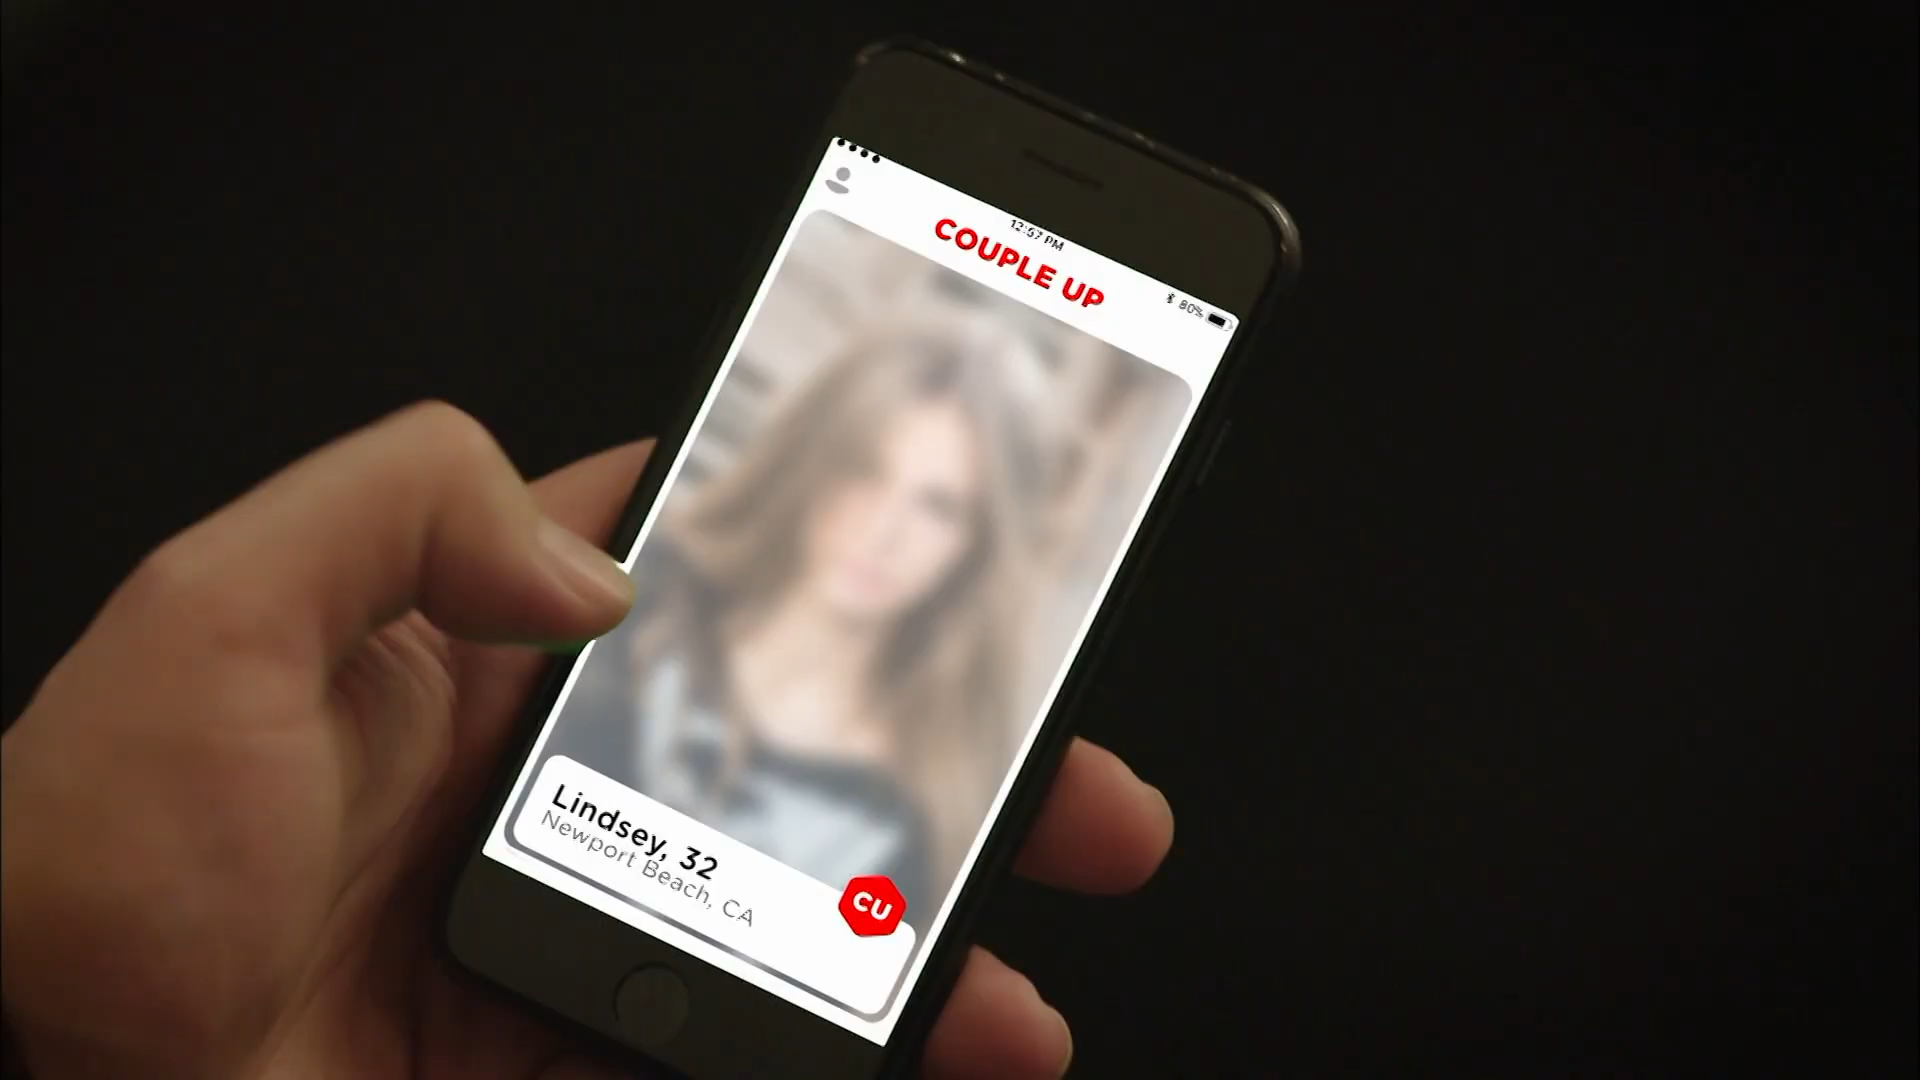 12:57 PM
80%
COUPLE UP
Lindsey, 32
Newport Beach, CA
CU